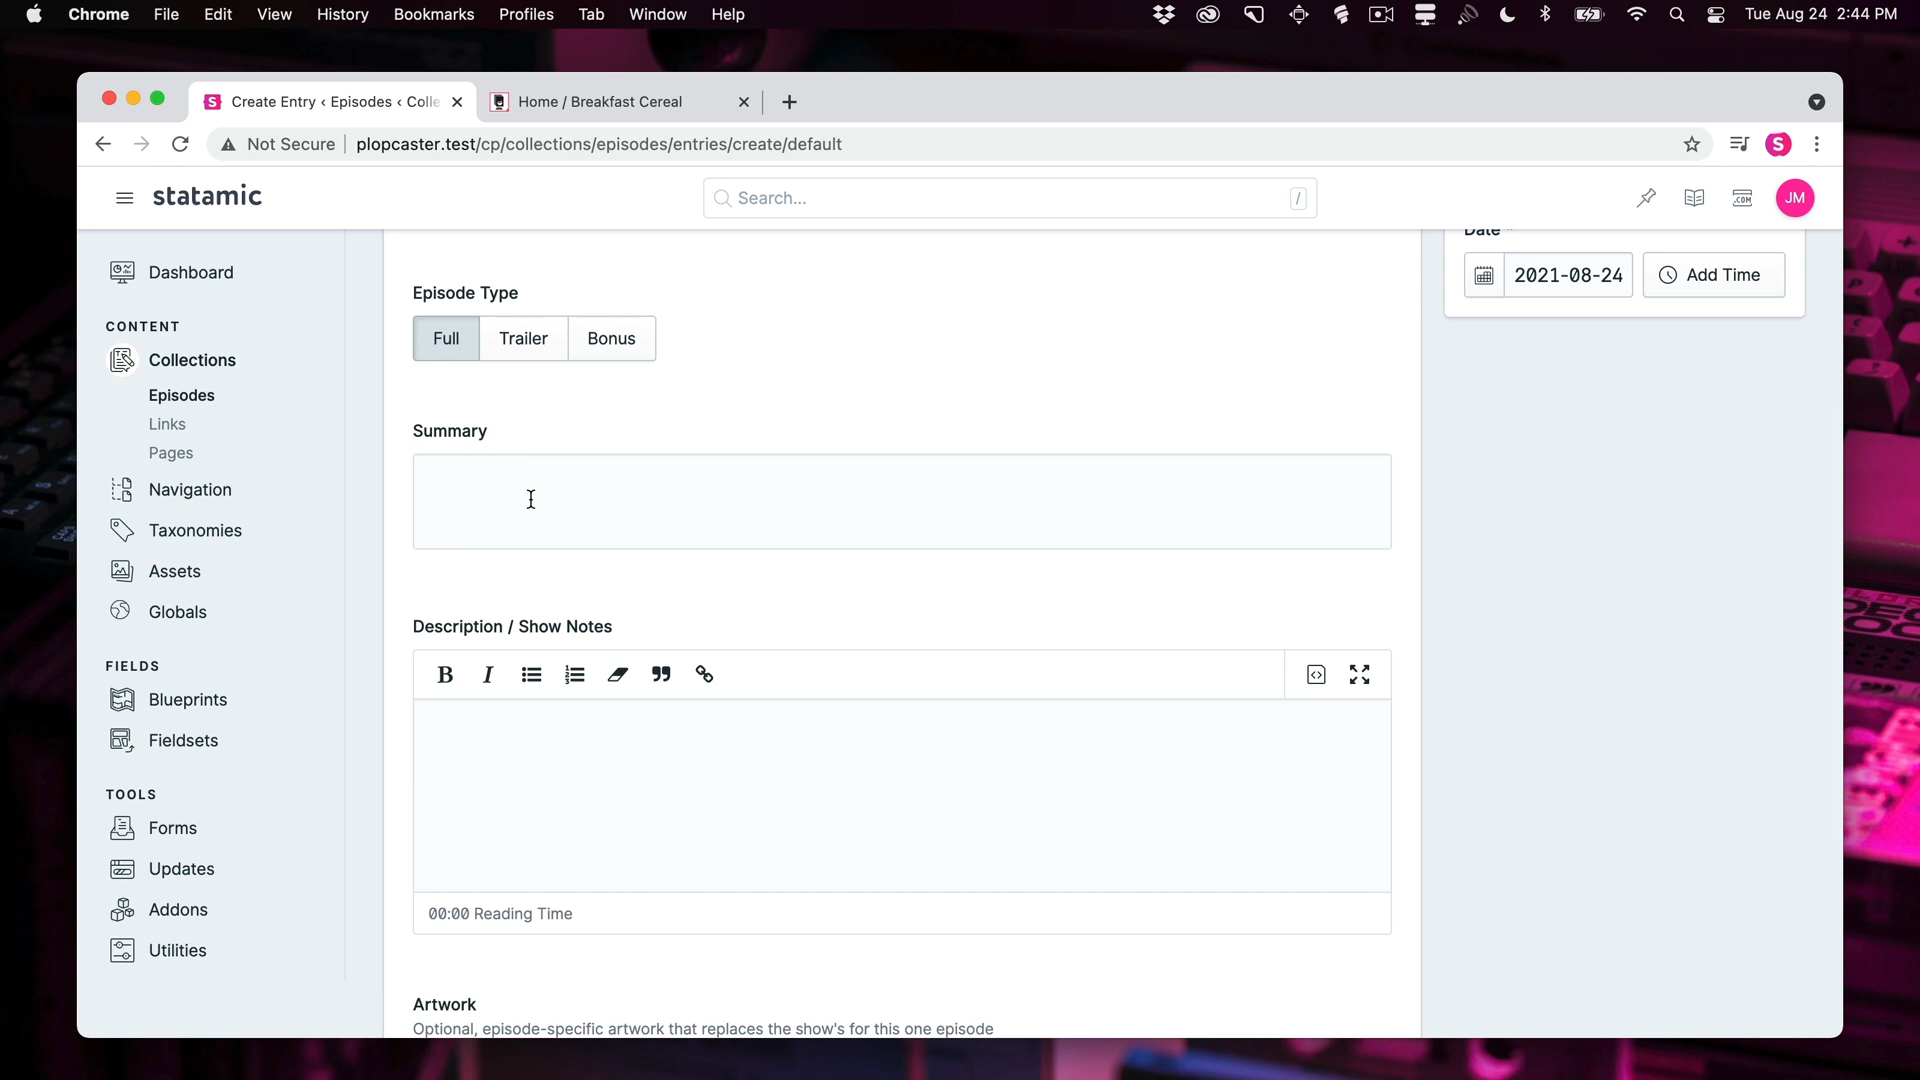 Chrome File Edit View History Bookmarks Profiles Tab Window Help Tue Aug 24 2:44 PM
S Create Entry ‹ Episodes ‹ Colle Home / Breakfast Cereal
Not Secure plopcaster.test/cp/collections/episodes/entries/create/default S
statamic Search... / .COM JM
Date
2021-08-24 Add Time
Dashboard
CONTENT
Collections
Episodes
Links
Pages
Navigation
Taxonomies
Assets
Globals
FIELDS
Blueprints
Fieldsets
TOOLS
Forms
Updates
Addons
Utilities
Episode Type
Full Trailer Bonus
Summary
Description / Show Notes
B I
00:00 Reading Time
Artwork
Optional, episode-specific artwork that replaces the show's for this one episode